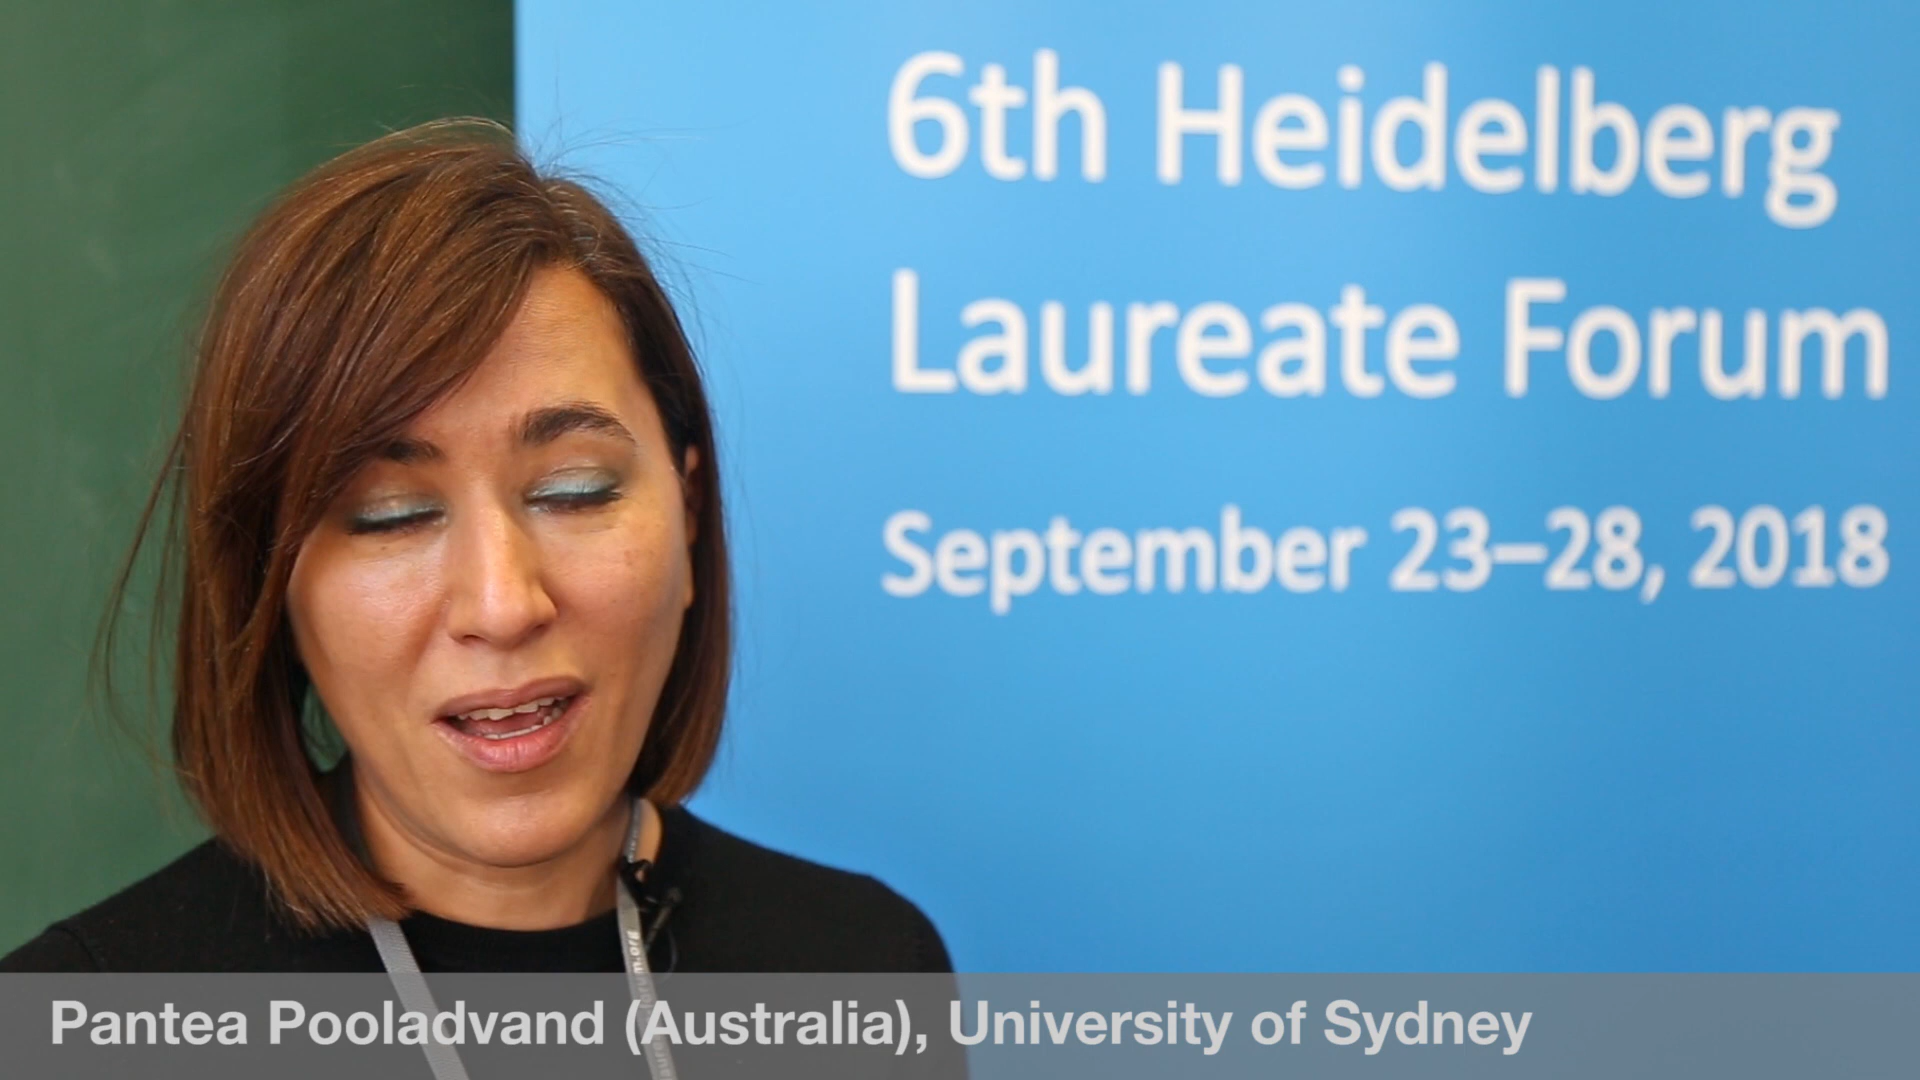 6th Heidelberg
Laureate Forum
September 23–28, 2018
Pantea Pooladvand (Australia), University of Sydney